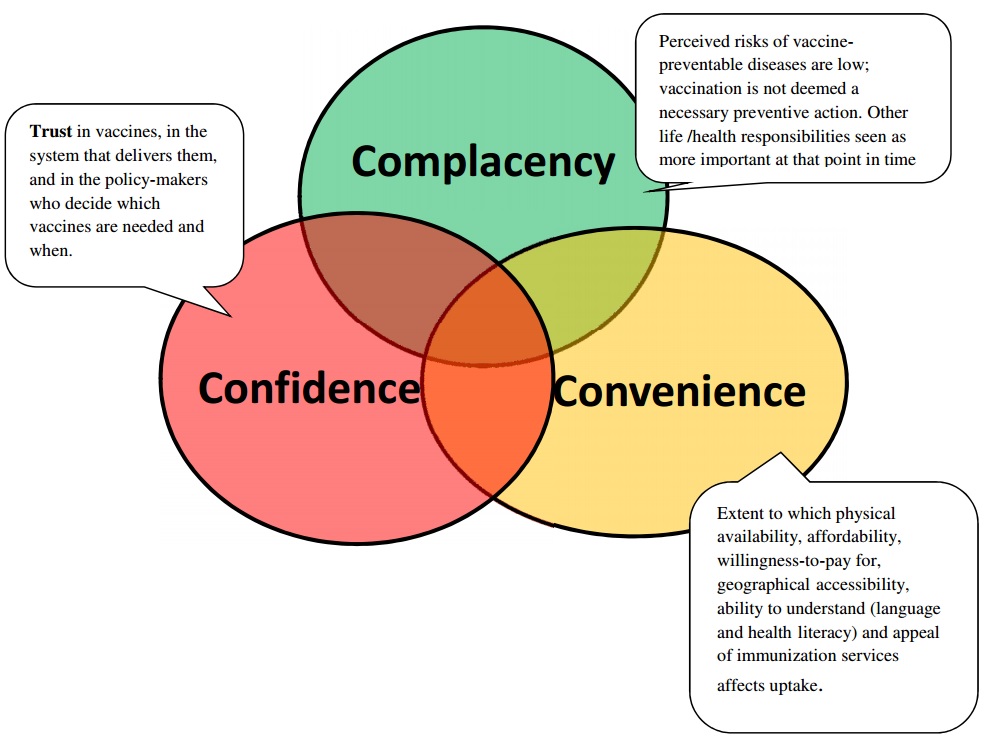 Complacency
Perceived risks of vaccine-
preventable diseases are low;
vaccination is not deemed a
necessary preventive action. Other
life /health responsibilities seen as
more important at that point in time
Trust in vaccines, in the
system that delivers them,
and in the policy-makers
who decide which
vaccines are needed and
when.
Confidence
Convenience
Extent to which physical
availability, affordability,
willingness-to-pay for,
geographical accessibility,
ability to understand (language
and health literacy) and appeal
of immunization services
affects uptake.